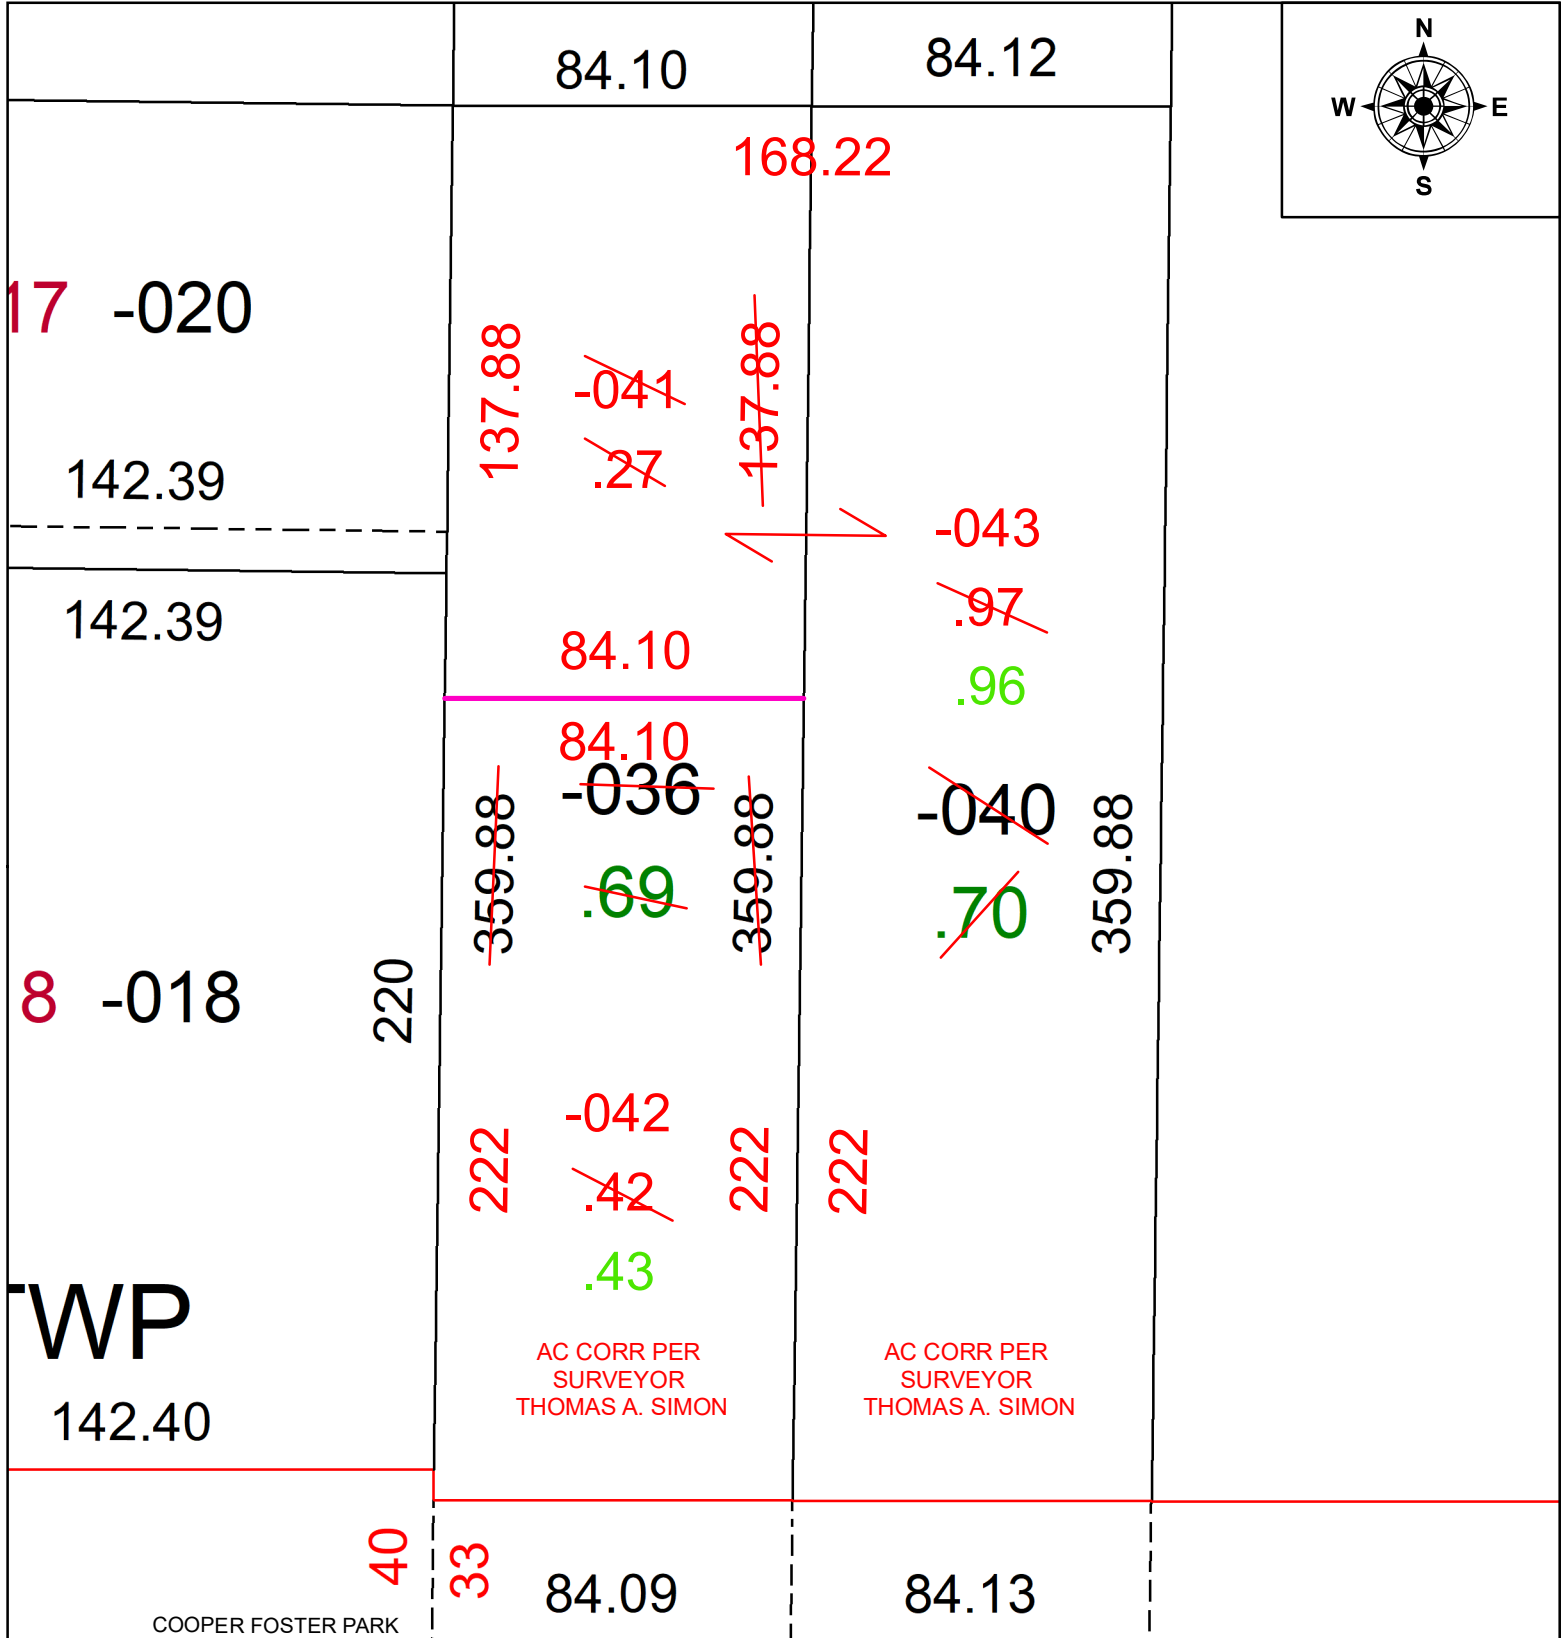 84.10
84.12
N
W
E
S
168.22
17 -020
137.88
-041
137.88
.27
142.39
-043
.97
142.39
84.10
.96
84.10
-036
359.88
359.88
-040
359.88
.69
.70
8 -018
220
-042
222
222
222
.42
.43
TWP
AC CORR PER
SURVEYOR
THOMAS A. SIMON
AC CORR PER
SURVEYOR
THOMAS A. SIMON
142.40
40
33
84.09
84.13
COOPER FOSTER PARK